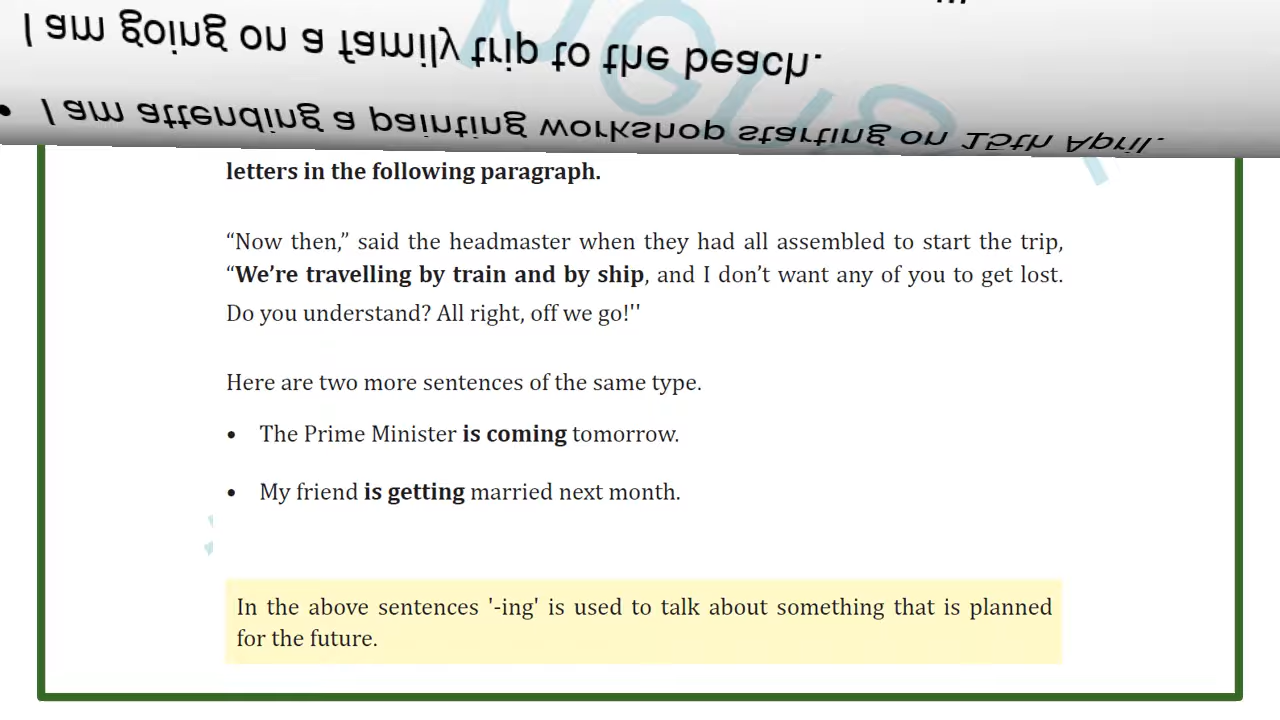 I am going on a family trip to the beach.
• I am attending a painting workshop starting on 15th April.
letters in the following paragraph.
“Now then,” said the headmaster when they had all assembled to start the trip,
“We’re travelling by train and by ship, and I don’t want any of you to get lost.
Do you understand? All right, off we go!''
Here are two more sentences of the same type.
• The Prime Minister is coming tomorrow.
• My friend is getting married next month.
In the above sentences '-ing' is used to talk about something that is planned
for the future.